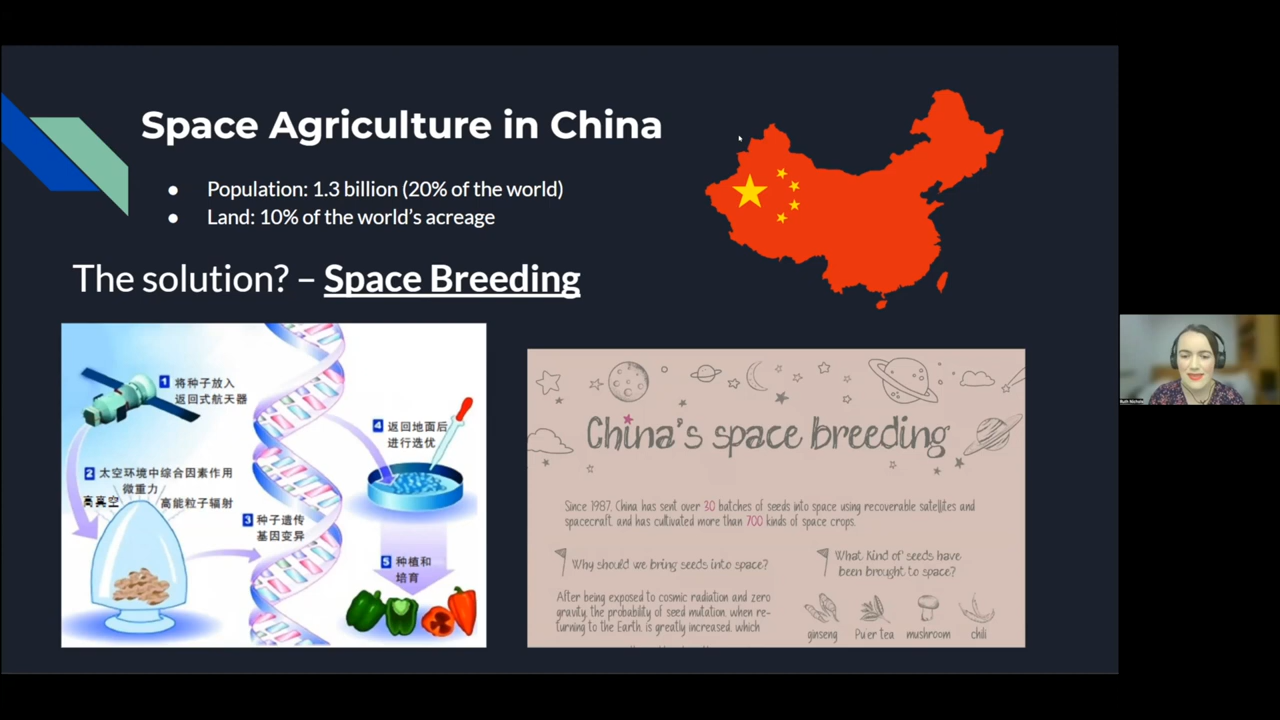 Space Agriculture in China
● Population: 1.3 billion (20% of the world)
● Land: 10% of the world's acreage
The solution? – Space Breeding
1 将种子放入
返回式航天器
2 太空环境中综合因素作用
微重力
高真空 高能粒子辐射
3 种子遗传
基因变异
4 返回地面后
进行选优
5 种植和
培育
China's space breeding
Since 1987, China has sent over 30 batches of seeds into space using recoverable satellites and
spacecraft, and has cultivated more than 700 kinds of space crops.
Why should we bring seeds into space?
After being exposed to cosmic radiation and zero
gravity, the probability of seed mutation, when re-
turning to the Earth, is greatly increased, which
What kind of seeds have
been brought to space?
ginseng Pu'er tea mushroom chili